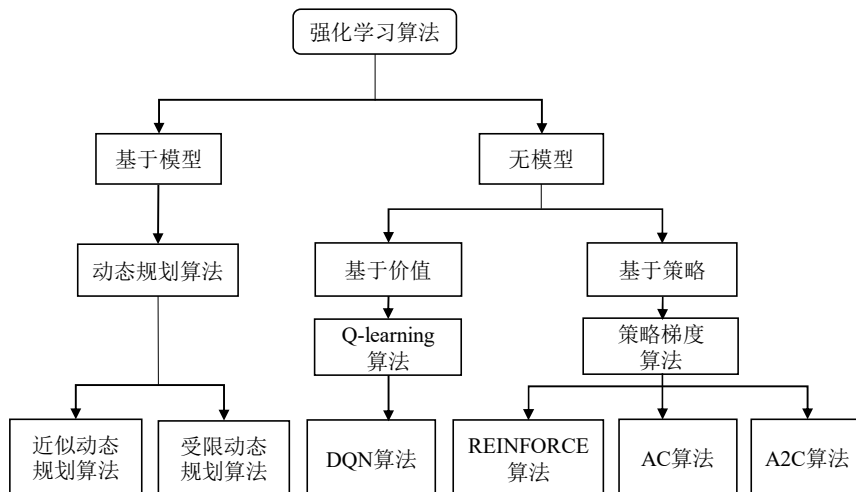 强化学习算法
基于模型
无模型
动态规划算法
基于价值
基于策略
Q-learning
算法
策略梯度
算法
近似动态
规划算法
受限动态
规划算法
DQN算法
REINFORCE
算法
AC算法
A2C算法